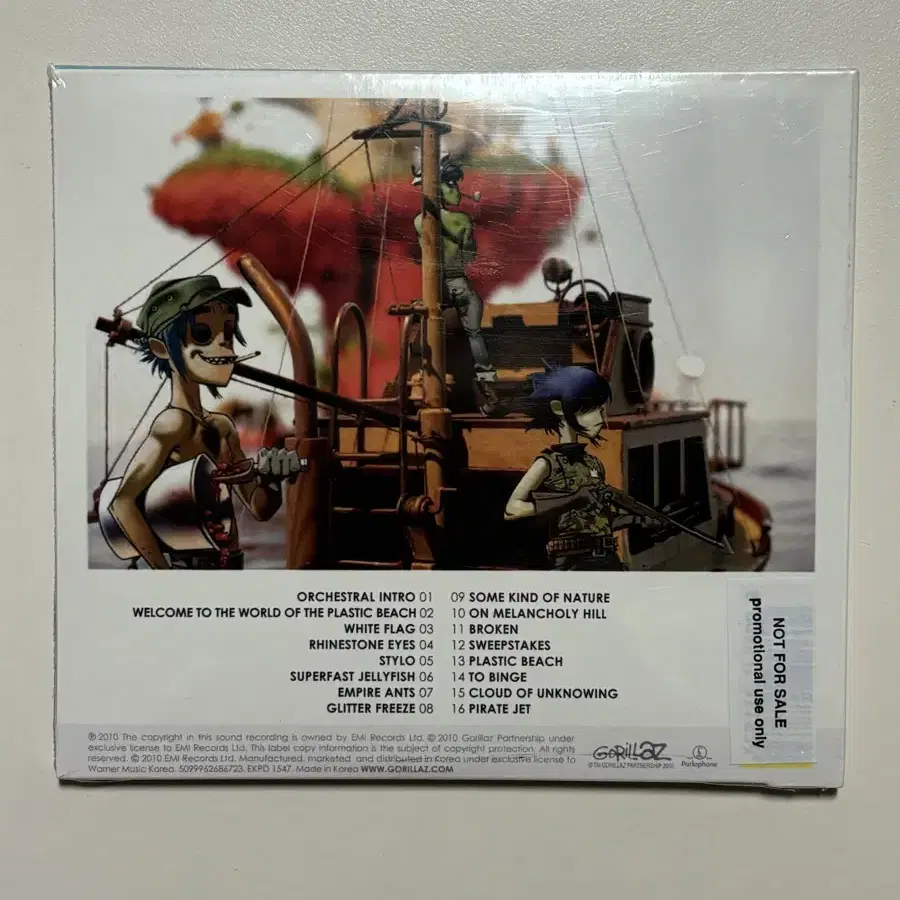 ORCHESTRAL INTRO 01
WELCOME TO THE WORLD OF THE PLASTIC BEACH 02
WHITE FLAG 03
RHINESTONE EYES 04
STYLO 05
SUPERFAST JELLYFISH 06
EMPIRE ANTS 07
GLITTER FREEZE 08
09 SOME KIND OF NATURE
10 ON MELANCHOLY HILL
11 BROKEN
12 SWEEPSTAKES
13 PLASTIC BEACH
14 TO BINGE
15 CLOUD OF UNKNOWING
16 PIRATE JET
NOT FOR SALE
promotional use only
℗ 2010 The copyright in this sound recording is owned by EMI Records Ltd. © 2010 Gorillaz Partnership under
exclusive license to EMI Records Ltd. This label copy information is the subject of copyright protection. All rights
reserved. © 2010 EMI Records Ltd. Manufactured, marketed and distributed in Korea under exclusive license to
Warner Music Korea. 5099962686723. EKPD 1547. Made in Korea WWW.GORILLAZ.COM
GORILLAZ
© TM GORILLAZ PARTNERSHIP 2010
Parlophone